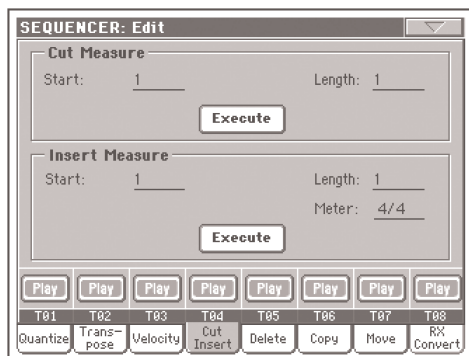 SEQUENCER: Edit
Cut Measure
Start: 1 Length: 1
Execute
Insert Measure
Start: 1 Length: 1
Meter: 4/4
Execute
Play Play Play Play Play Play Play Play
T01 T02 T03 T04 T05 T06 T07 T08
Quantize Trans-pose Velocity Cut Insert Delete Copy Move RX Convert